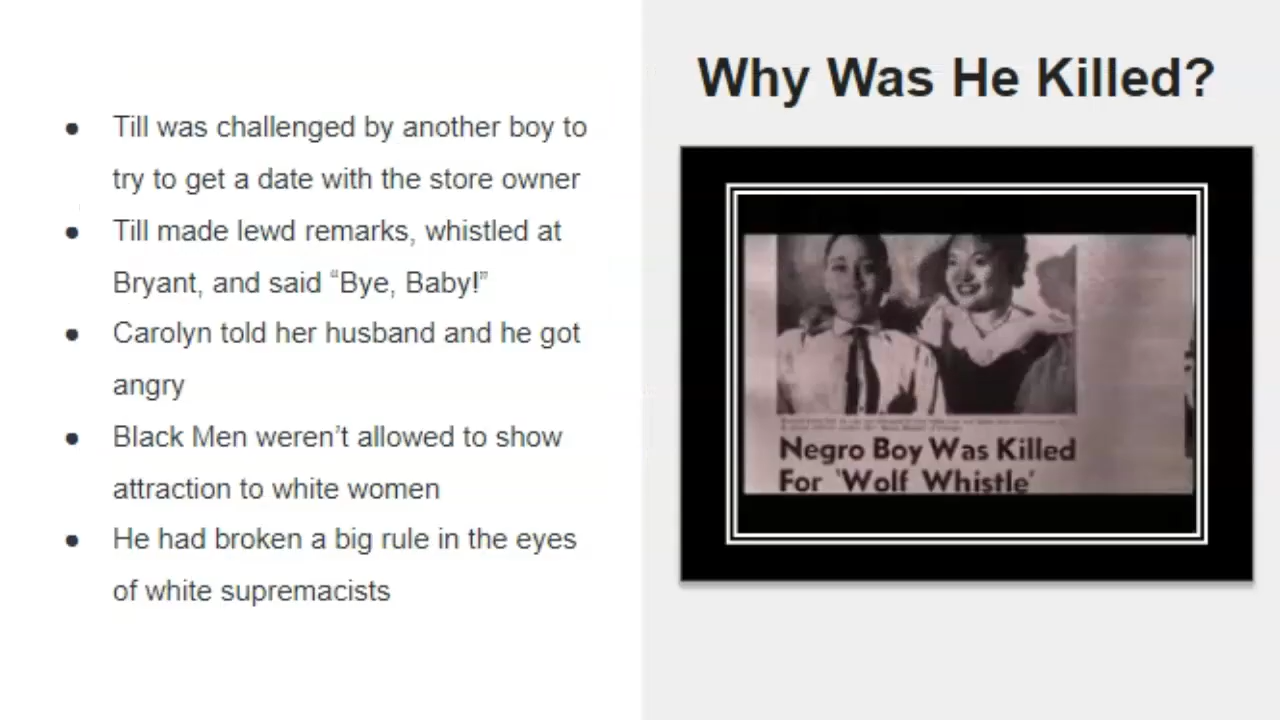 Why Was He Killed?
● Till was challenged by another boy to
try to get a date with the store owner
● Till made lewd remarks, whistled at
Bryant, and said “Bye, Baby!”
● Carolyn told her husband and he got
angry
● Black Men weren’t allowed to show
attraction to white women
● He had broken a big rule in the eyes
of white supremacists
Negro Boy Was Killed
For 'Wolf Whistle'